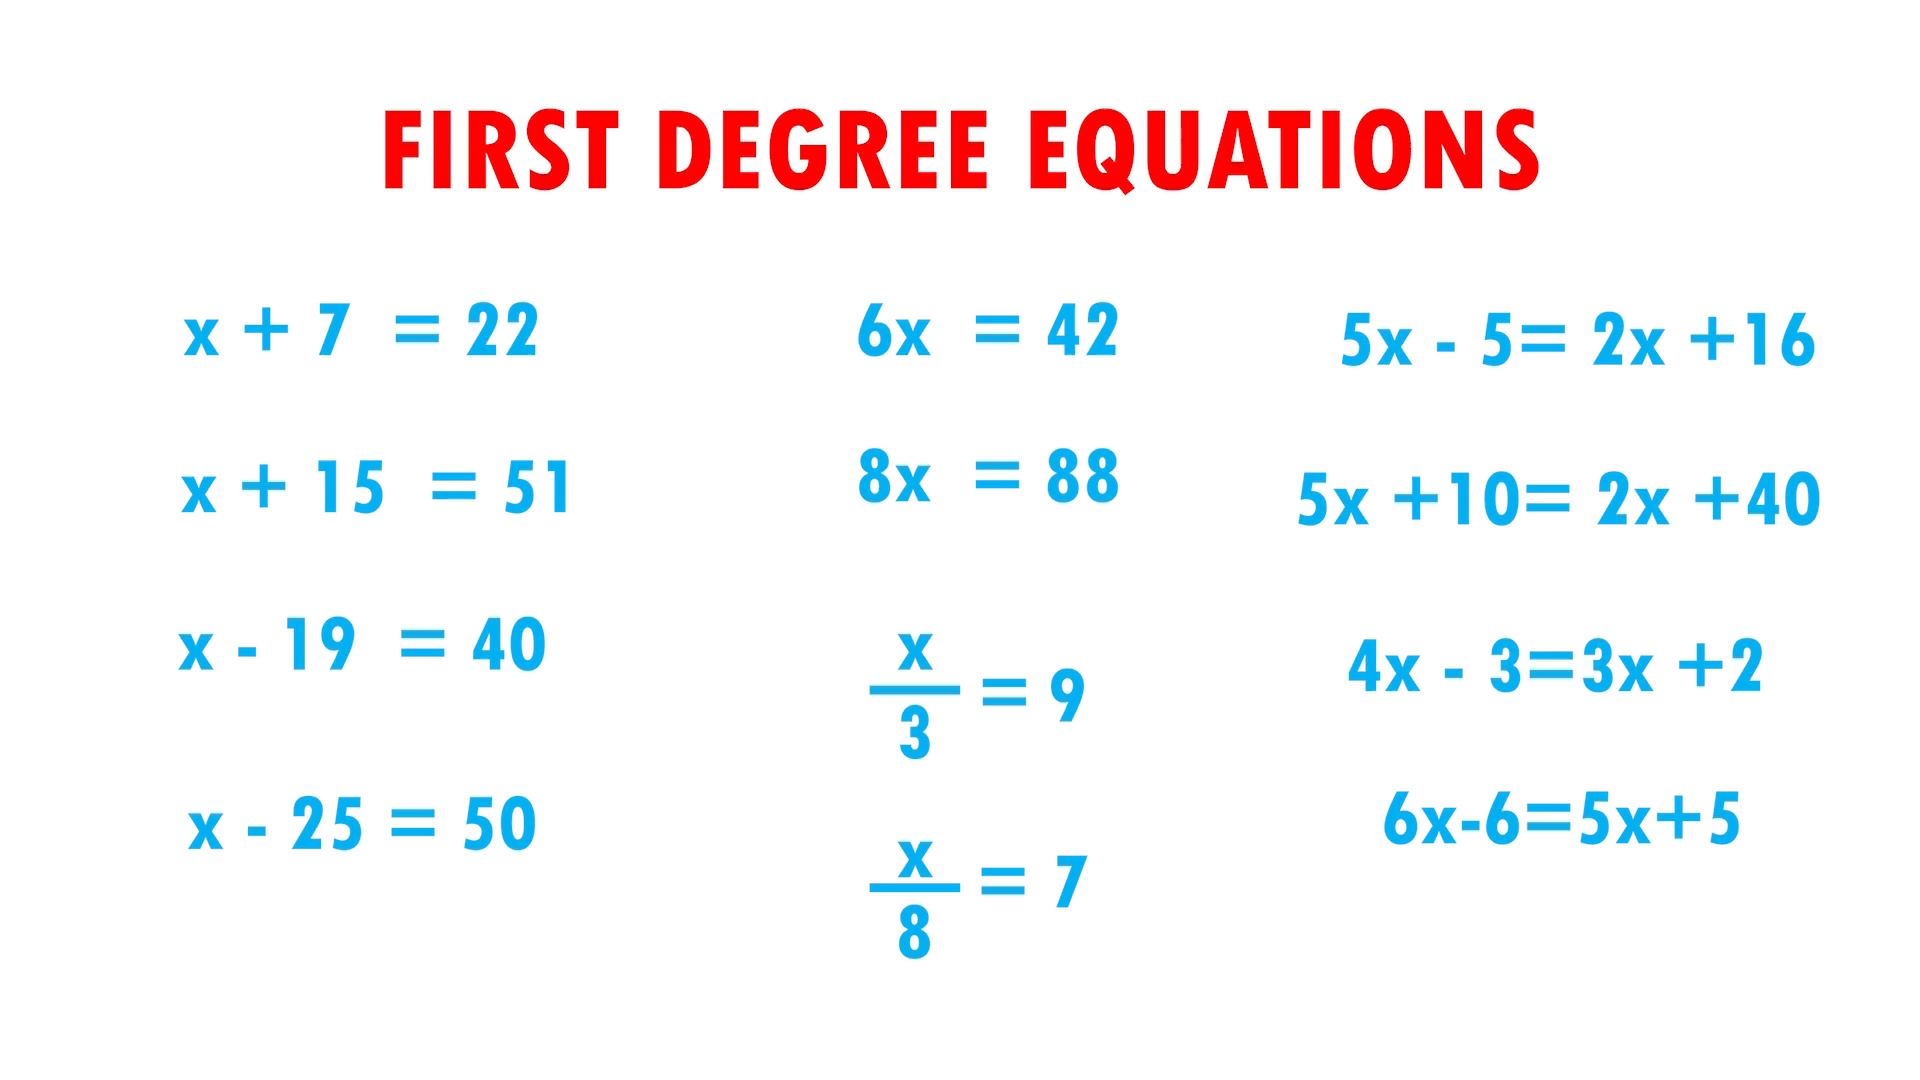 FIRST DEGREE EQUATIONS
x + 7 = 22
x + 15 = 51
x - 19 = 40
x - 25 = 50
6x = 42
8x = 88
x
3
= 9
x
8
= 7
5x - 5= 2x +16
5x +10= 2x +40
4x - 3=3x +2
6x-6=5x+5